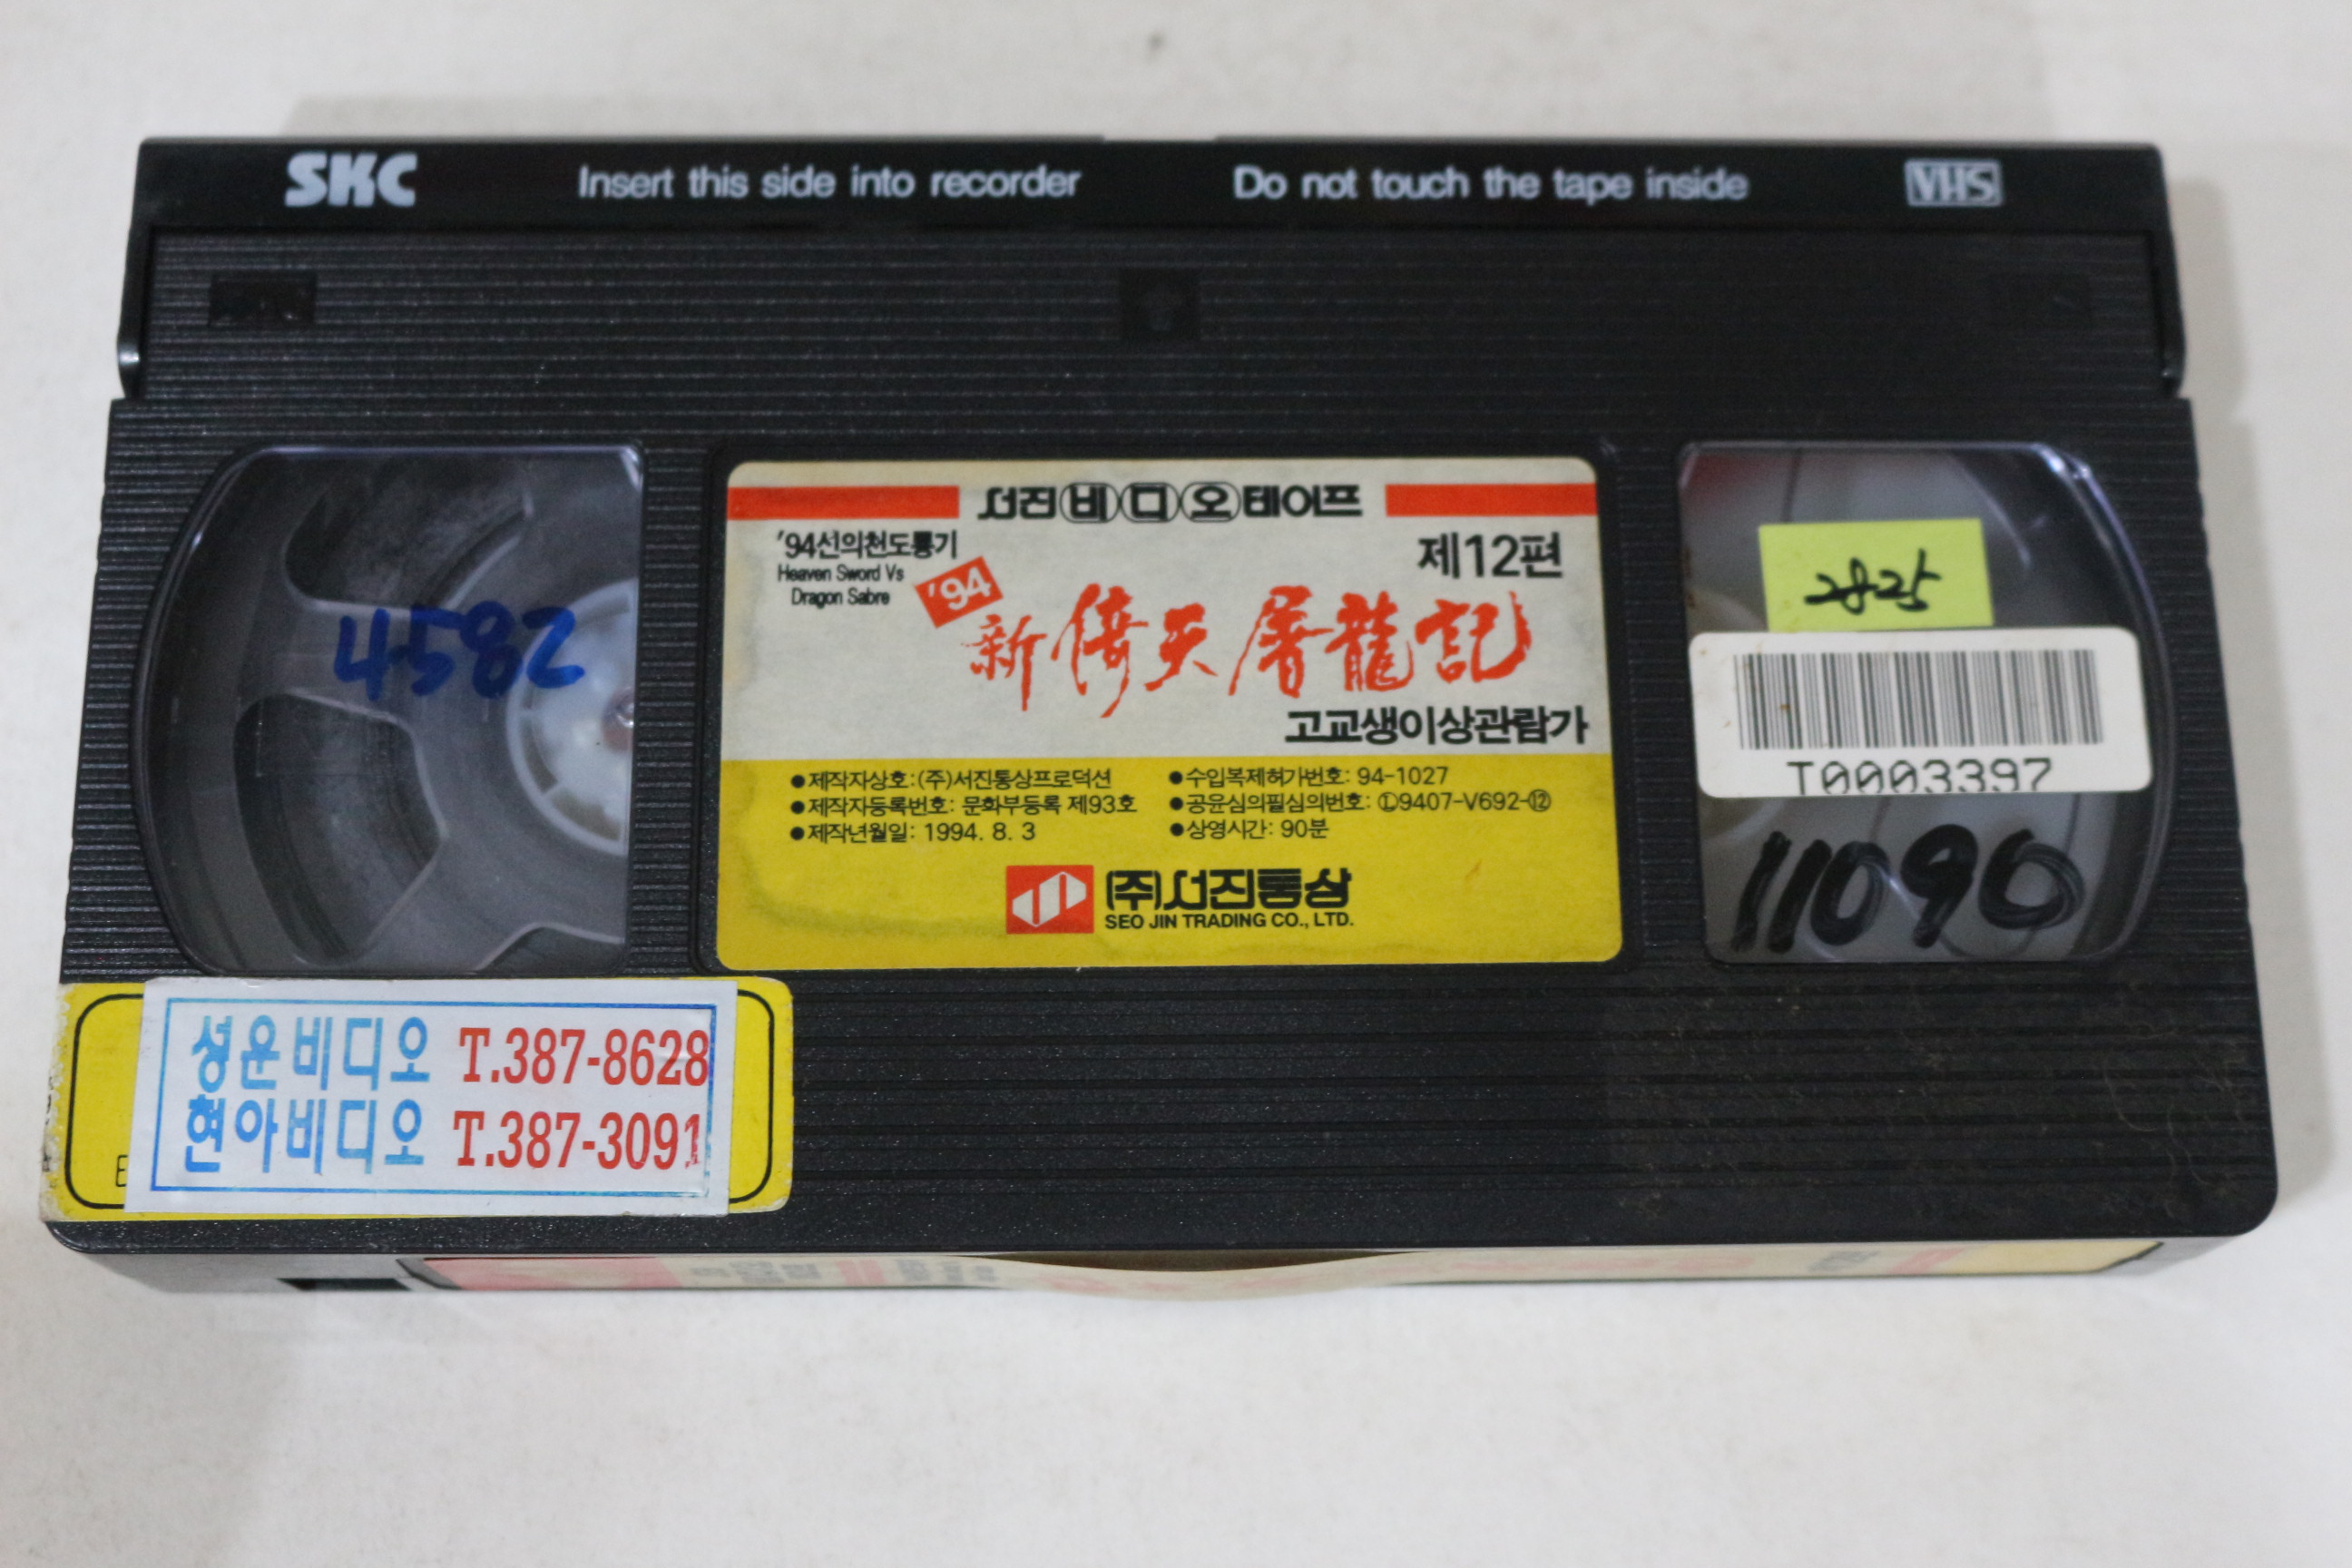 SKC Insert this side into recorder Do not touch the tape inside VHS
서진비디오테이프
'94선의천도룡기
Heaven Sword Vs
Dragon Sabre
제12편
'94
新倚天屠龍記
고교생이상관람가
●제작자상호:(주)서진통상프로덕션
●제작자등록번호: 문화부등록 제93호
●제작년월일: 1994. 8. 3
●수입복제허가번호: 94-1027
●공윤심의필심의번호: Ⓛ9407-V692-⑫
●상영시간: 90분
(주)서진통상
SEO JIN TRADING CO., LTD.
4582
2825
T0003397
11090
성운비디오 T.387-8628
현아비디오 T.387-3091